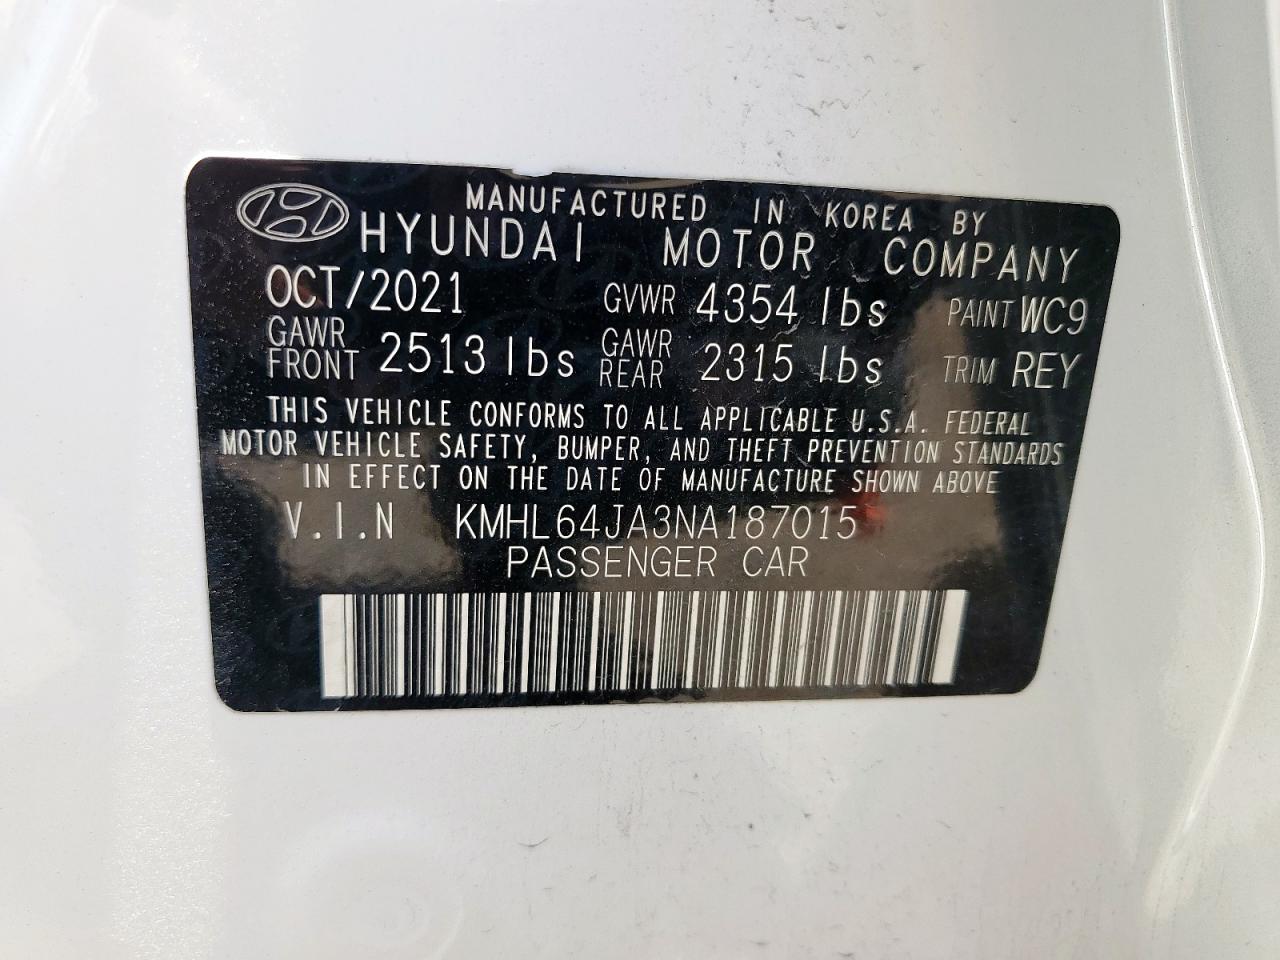 MANUFACTURED IN KOREA BY
HYUNDAI MOTOR COMPANY
OCT/2021 GVWR 4354 lbs PAINT WC9
GAWR FRONT 2513 lbs GAWR REAR 2315 lbs TRIM REY
THIS VEHICLE CONFORMS TO ALL APPLICABLE U.S.A. FEDERAL
MOTOR VEHICLE SAFETY, BUMPER, AND THEFT PREVENTION STANDARDS
IN EFFECT ON THE DATE OF MANUFACTURE SHOWN ABOVE
V.I.N KMHL64JA3NA187015
PASSENGER CAR